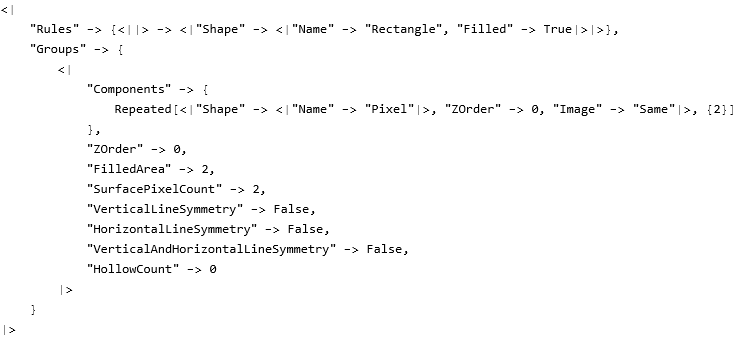 <|
    "Rules" -> {<||> -> <|"Shape" -> <|"Name" -> "Rectangle", "Filled" -> True|>|>},
    "Groups" -> {
        <|
            "Components" -> {
                Repeated[<|"Shape" -> <|"Name" -> "Pixel"|>, "ZOrder" -> 0, "Image" -> "Same"|>, {2}]
            },
            "ZOrder" -> 0,
            "FilledArea" -> 2,
            "SurfacePixelCount" -> 2,
            "VerticalLineSymmetry" -> False,
            "HorizontalLineSymmetry" -> False,
            "VerticalAndHorizontalLineSymmetry" -> False,
            "HollowCount" -> 0
        |>
    }
|>